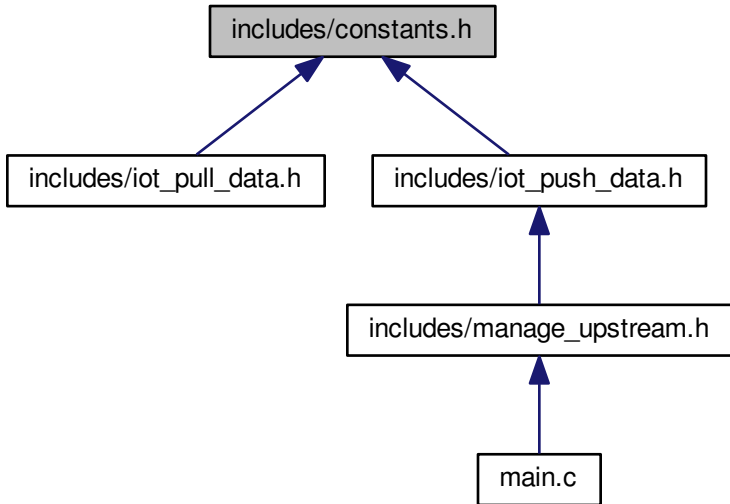 includes/constants.h
includes/iot_pull_data.h
includes/iot_push_data.h
includes/manage_upstream.h
main.c